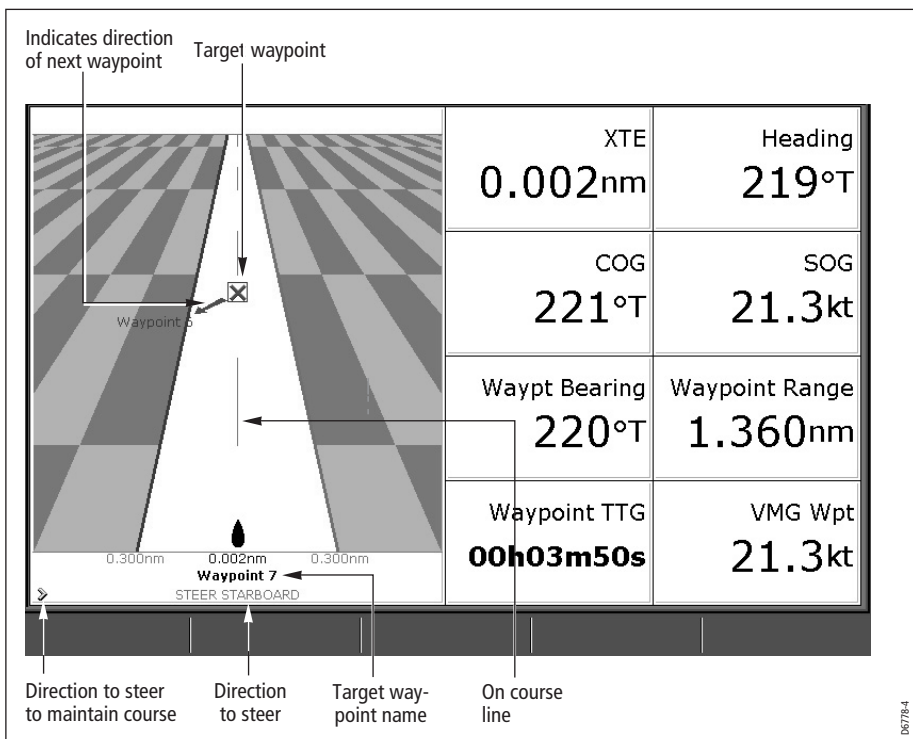 Indicates direction
of next waypoint
Target waypoint
Waypoint 6
XTE
0.002nm
Heading
219°T
COG
221°T
SOG
21.3kt
Waypt Bearing
220°T
Waypoint Range
1.360nm
Waypoint TTG
00h03m50s
VMG Wpt
21.3kt
0.300nm 0.002nm 0.300nm
Waypoint 7
STEER STARBOARD
Direction to steer
to maintain course
Direction
to steer
Target way-
point name
On course
line
D6778-4